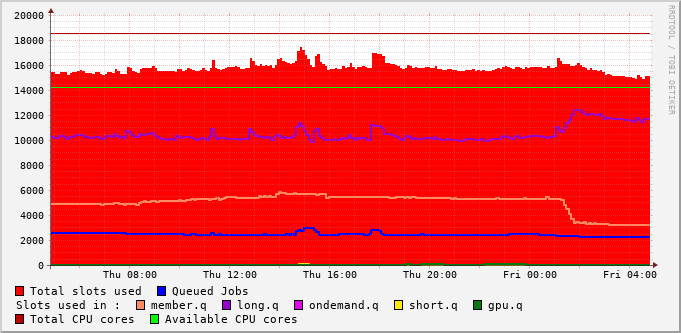 20000
18000
16000
14000
12000
10000
8000
6000
4000
2000
0
Thu 08:00 Thu 12:00 Thu 16:00 Thu 20:00 Fri 00:00 Fri 04:00
RRDTOOL / TOBI OETIKER
Total slots used Queued Jobs
Slots used in : member.q long.q ondemand.q short.q gpu.q
Total CPU cores Available CPU cores